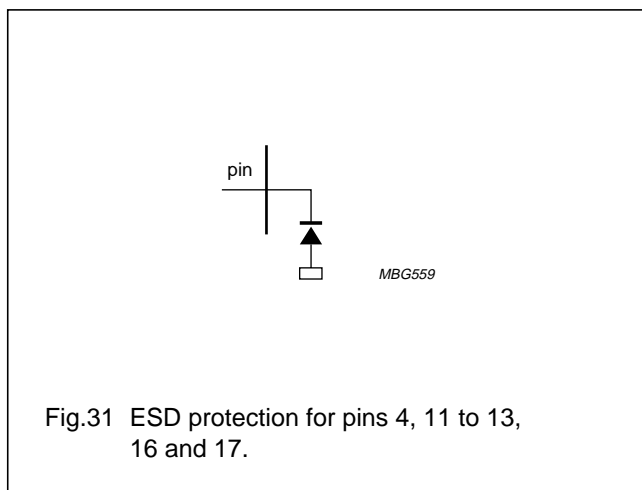 pin
MBG559
Fig.31 ESD protection for pins 4, 11 to 13,
16 and 17.